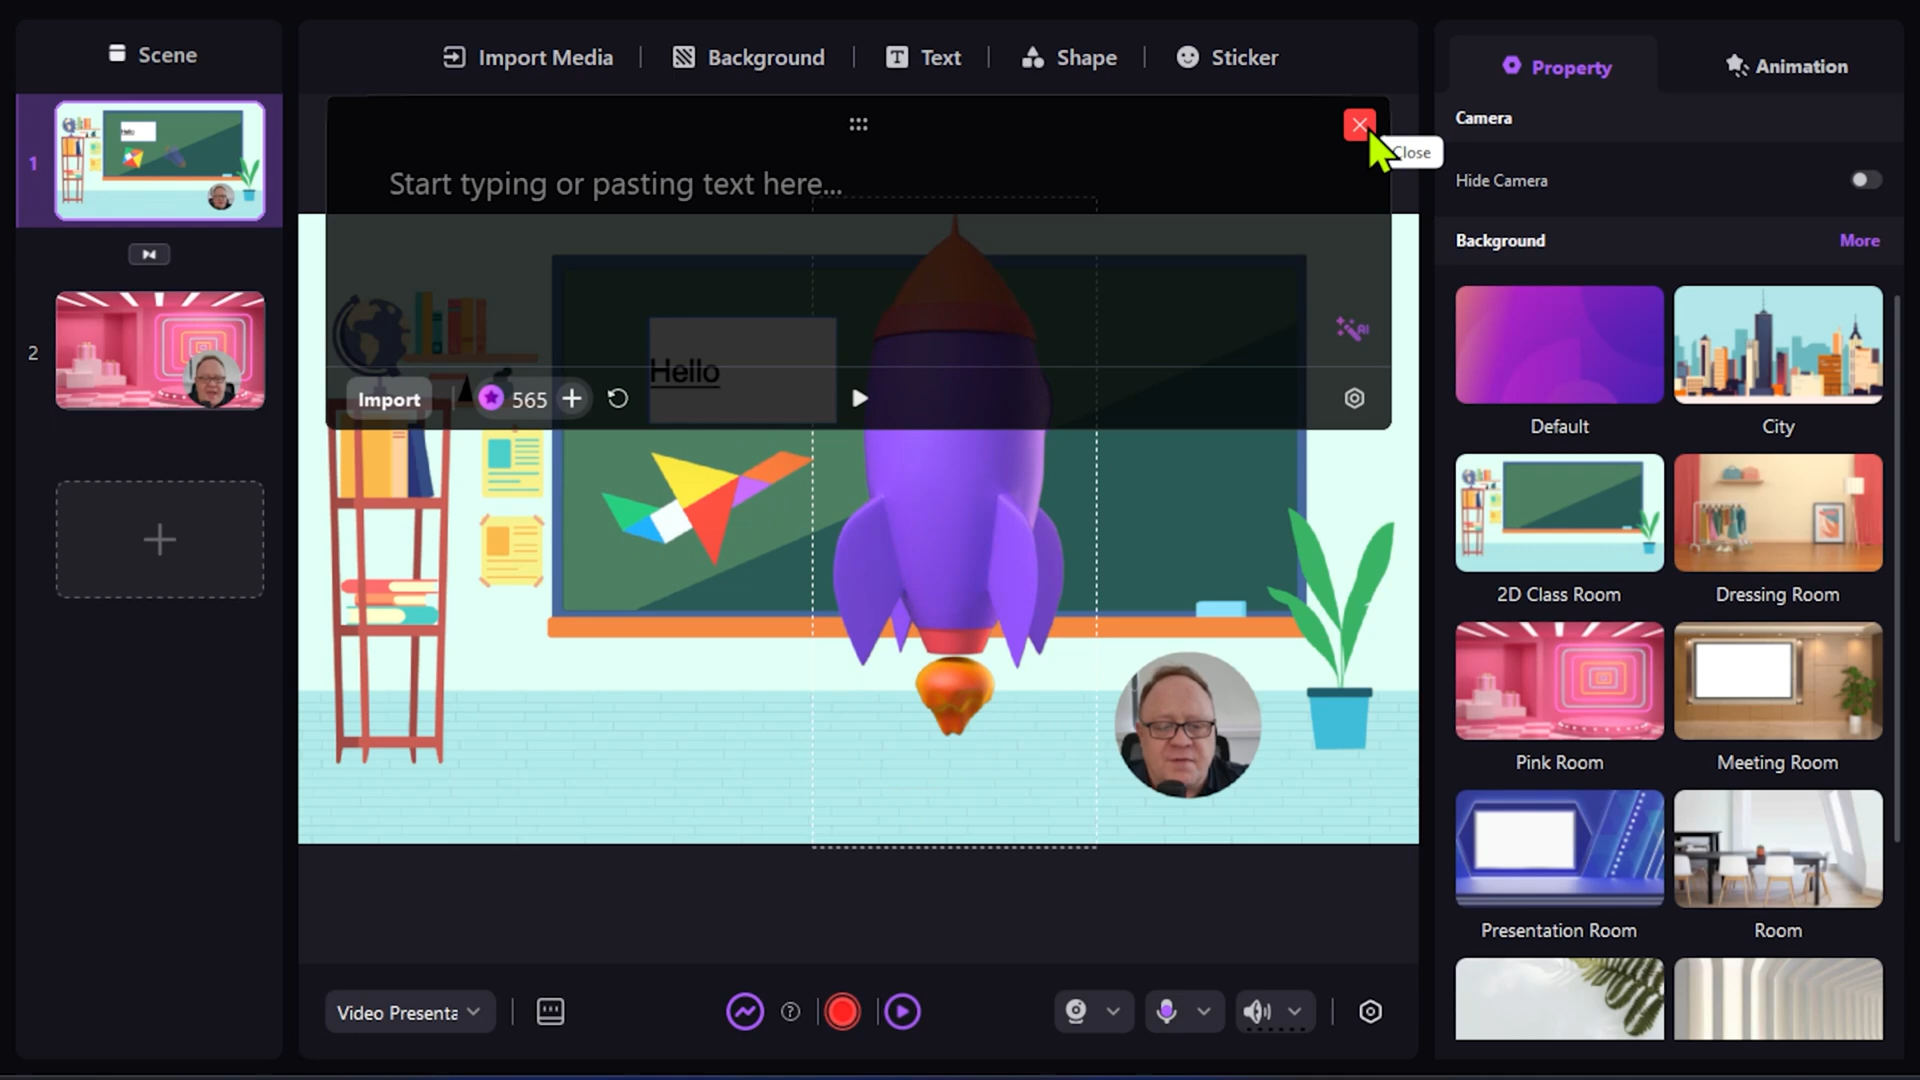 Scene
Import Media
Background
Text
Shape
Sticker
Property
Animation
Camera
Close
Start typing or pasting text here...
Hide Camera
1
Background
More
2
AI
Hello
Import
565
Default
City
2D Class Room
Dressing Room
Pink Room
Meeting Room
Presentation Room
Room
Video Presenta